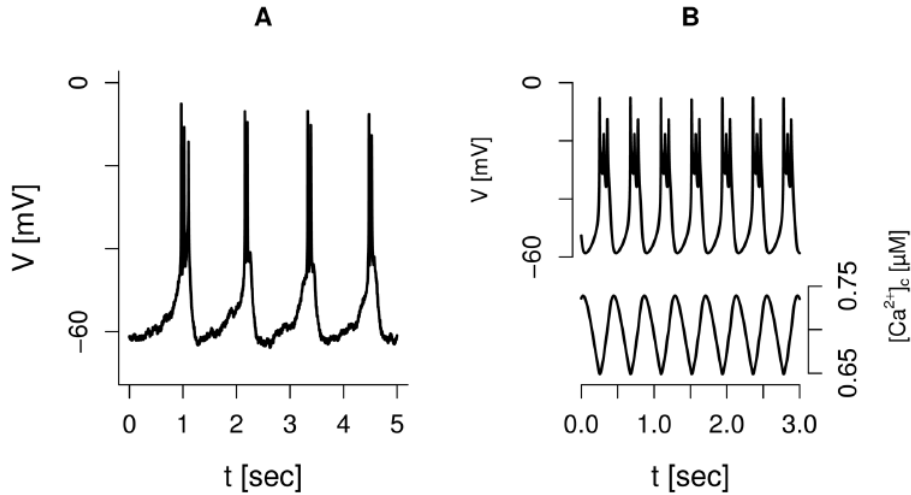 A
V [mV]
0
−60
0 1 2 3 4 5
t [sec]
B
V [mV]
0
−60
0.75
0.65
[Ca²⁺]c [µM]
0.0 1.0 2.0 3.0
t [sec]